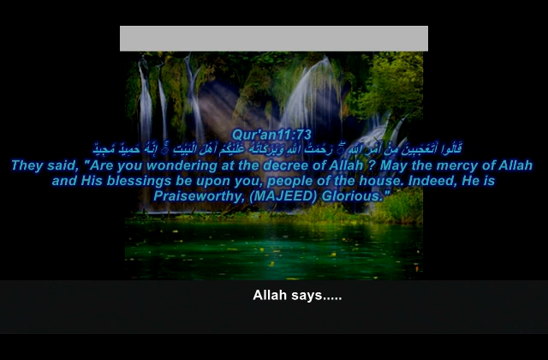 Qur'an11:73
قَالُوا أَتَعْجَبِينَ مِنْ أَمْرِ اللَّهِ ۖ رَحْمَتُ اللَّهِ وَبَرَكَاتُهُ عَلَيْكُمْ أَهْلَ الْبَيْتِ ۚ إِنَّهُ حَمِيدٌ مَّجِيدٌ
They said, "Are you wondering at the decree of Allah ? May the mercy of Allah
and His blessings be upon you, people of the house. Indeed, He is
Praiseworthy, (MAJEED) Glorious."
Allah says.....